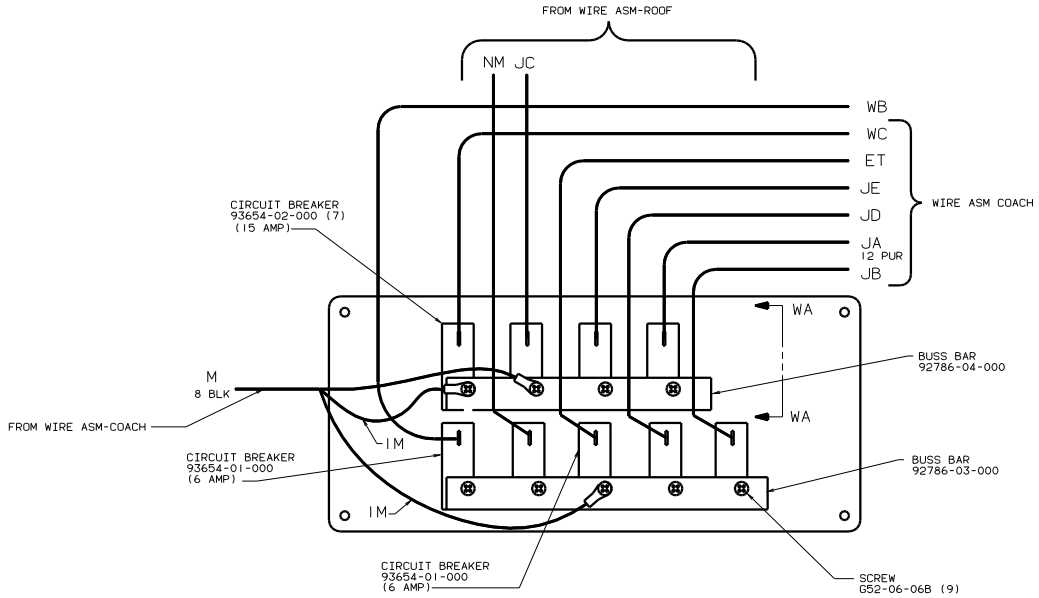 FROM WIRE ASM-ROOF
NM JC
WB
WC
ET
JE
WIRE ASM COACH
JD
JA
12 PUR
JB
CIRCUIT BREAKER
93654-02-000 (7)
(15 AMP)
WA
BUSS BAR
92786-04-000
M
8 BLK
WA
FROM WIRE ASM-COACH
1M
CIRCUIT BREAKER
93654-01-000
(6 AMP)
BUSS BAR
92786-03-000
1M
CIRCUIT BREAKER
93654-01-000
(6 AMP)
SCREW
G52-06-06B (9)